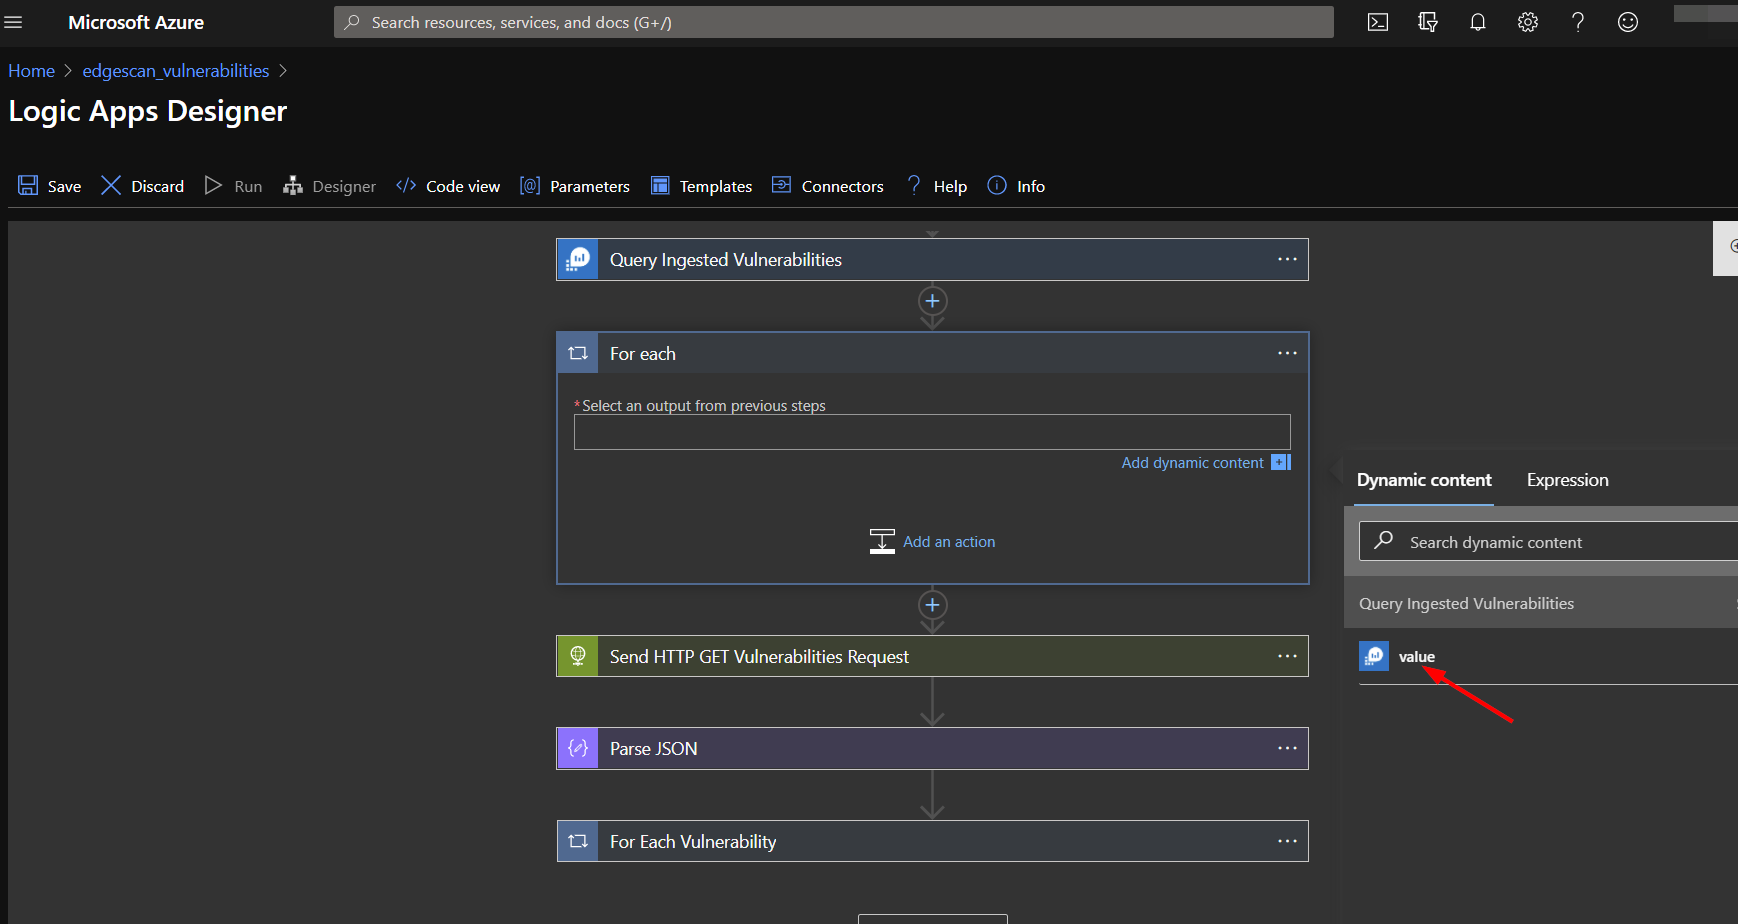 Microsoft Azure
Search resources, services, and docs (G+/)
Home > edgescan_vulnerabilities >
Logic Apps Designer
Save Discard Run Designer </> Code view [@] Parameters Templates Connectors ? Help Info
Query Ingested Vulnerabilities ...
For each ...
*Select an output from previous steps
Add dynamic content
Add an action
Dynamic content Expression
Search dynamic content
Query Ingested Vulnerabilities
value
Send HTTP GET Vulnerabilities Request ...
Parse JSON ...
For Each Vulnerability ...